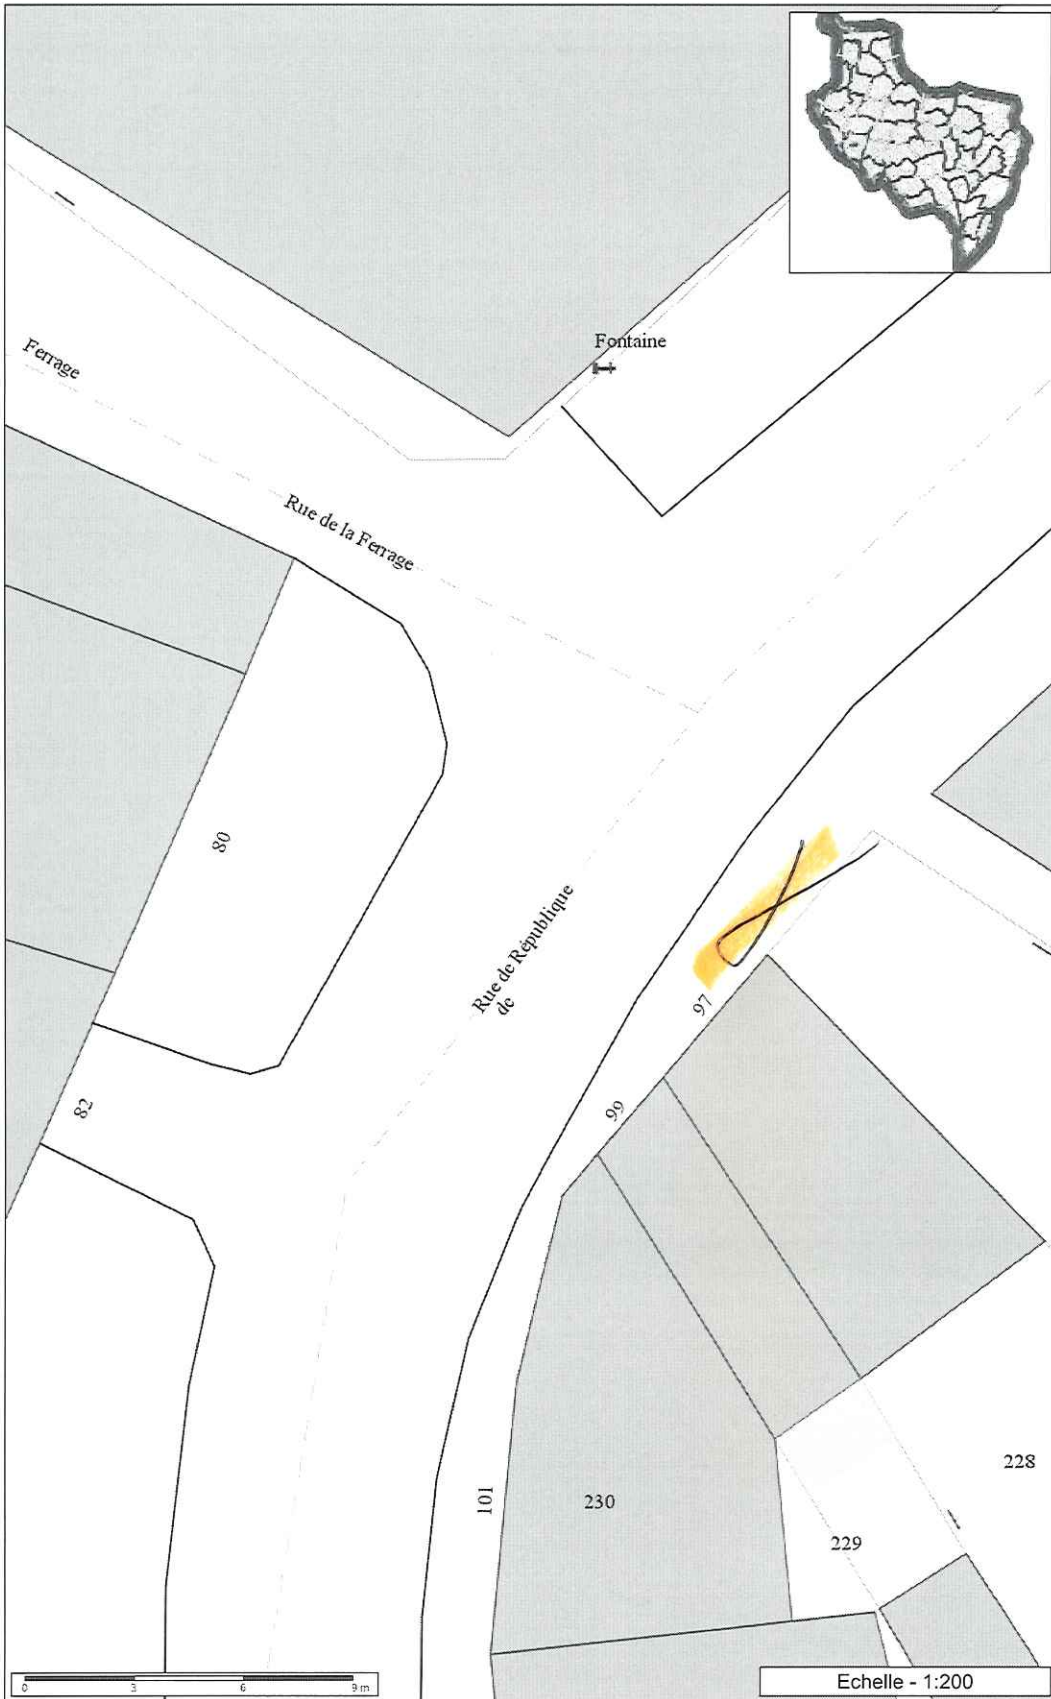 Fontaine
Ferrage
Rue de la Ferrage
80
Rue de République
de
97
82
99
228
101
230
229
0 3 6 9 m
Echelle - 1:200